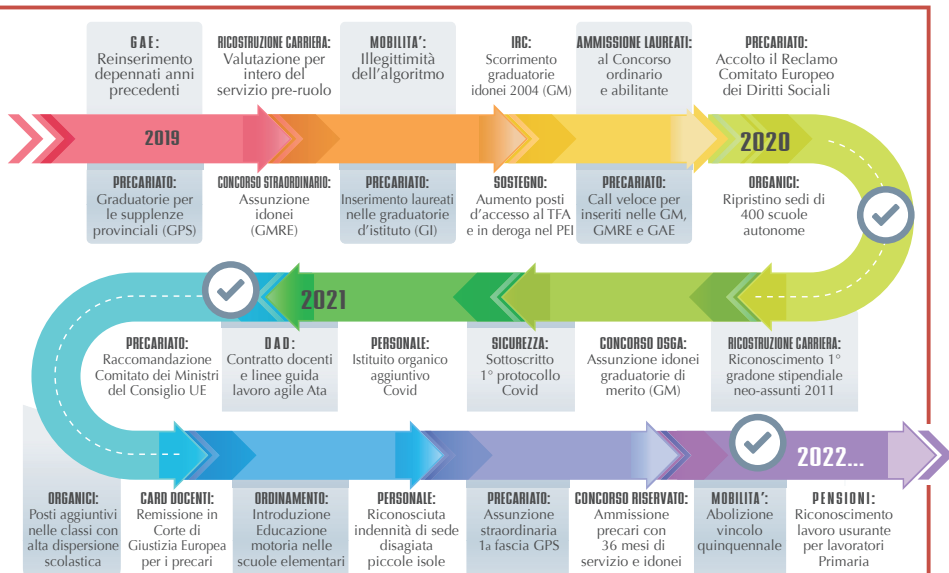 GAE:
Reinserimento
depennati anni
precedenti
RICOSTRUZIONE CARRIERA:
Valutazione per
intero del
servizio pre-ruolo
MOBILITA':
Illegittimità
dell'algoritmo
IRC:
Scorrimento
graduatorie
idonei 2004 (GM)
AMMISSIONE LAUREATI:
al Concorso
ordinario
e abilitante
PRECARIATO:
Accolto il Reclamo
Comitato Europeo
dei Diritti Sociali
2019
2020
PRECARIATO:
Graduatorie per
le supplenze
provinciali (GPS)
CONCORSO STRAORDINARIO:
Assunzione
idonei
(GMRE)
PRECARIATO:
Inserimento laureati
nelle graduatorie
d'istituto (GI)
SOSTEGNO:
Aumento posti
d'accesso al TFA
e in deroga nel PEI
PRECARIATO:
Call veloce per
inseriti nelle GM,
GMRE e GAE
ORGANICI:
Ripristino sedi di
400 scuole
autonome
2021
PRECARIATO:
Raccomandazione
Comitato dei Ministri
del Consiglio UE
DAD:
Contratto docenti
e linee guida
lavoro agile Ata
PERSONALE:
Istituito organico
aggiuntivo
Covid
SICUREZZA:
Sottoscritto
1° protocollo
Covid
CONCORSO DSGA:
Assunzione idonei
graduatorie di
merito (GM)
RICOSTRUZIONE CARRIERA:
Riconoscimento 1°
gradone stipendiale
neo-assunti 2011
2022...
ORGANICI:
Posti aggiuntivi
nelle classi con
alta dispersione
scolastica
CARD DOCENTI:
Remissione in
Corte di
Giustizia Europea
per i precari
ORDINAMENTO:
Introduzione
Educazione
motoria nelle
scuole elementari
PERSONALE:
Riconosciuta
indennità di sede
disagiata
piccole isole
PRECARIATO:
Assunzione
straordinaria
1a fascia GPS
CONCORSO RISERVATO:
Ammissione
precari con
36 mesi di
servizio e idonei
MOBILITA':
Abolizione
vincolo
quinquennale
PENSIONI:
Riconoscimento
lavoro usurante
per lavoratori
Primaria